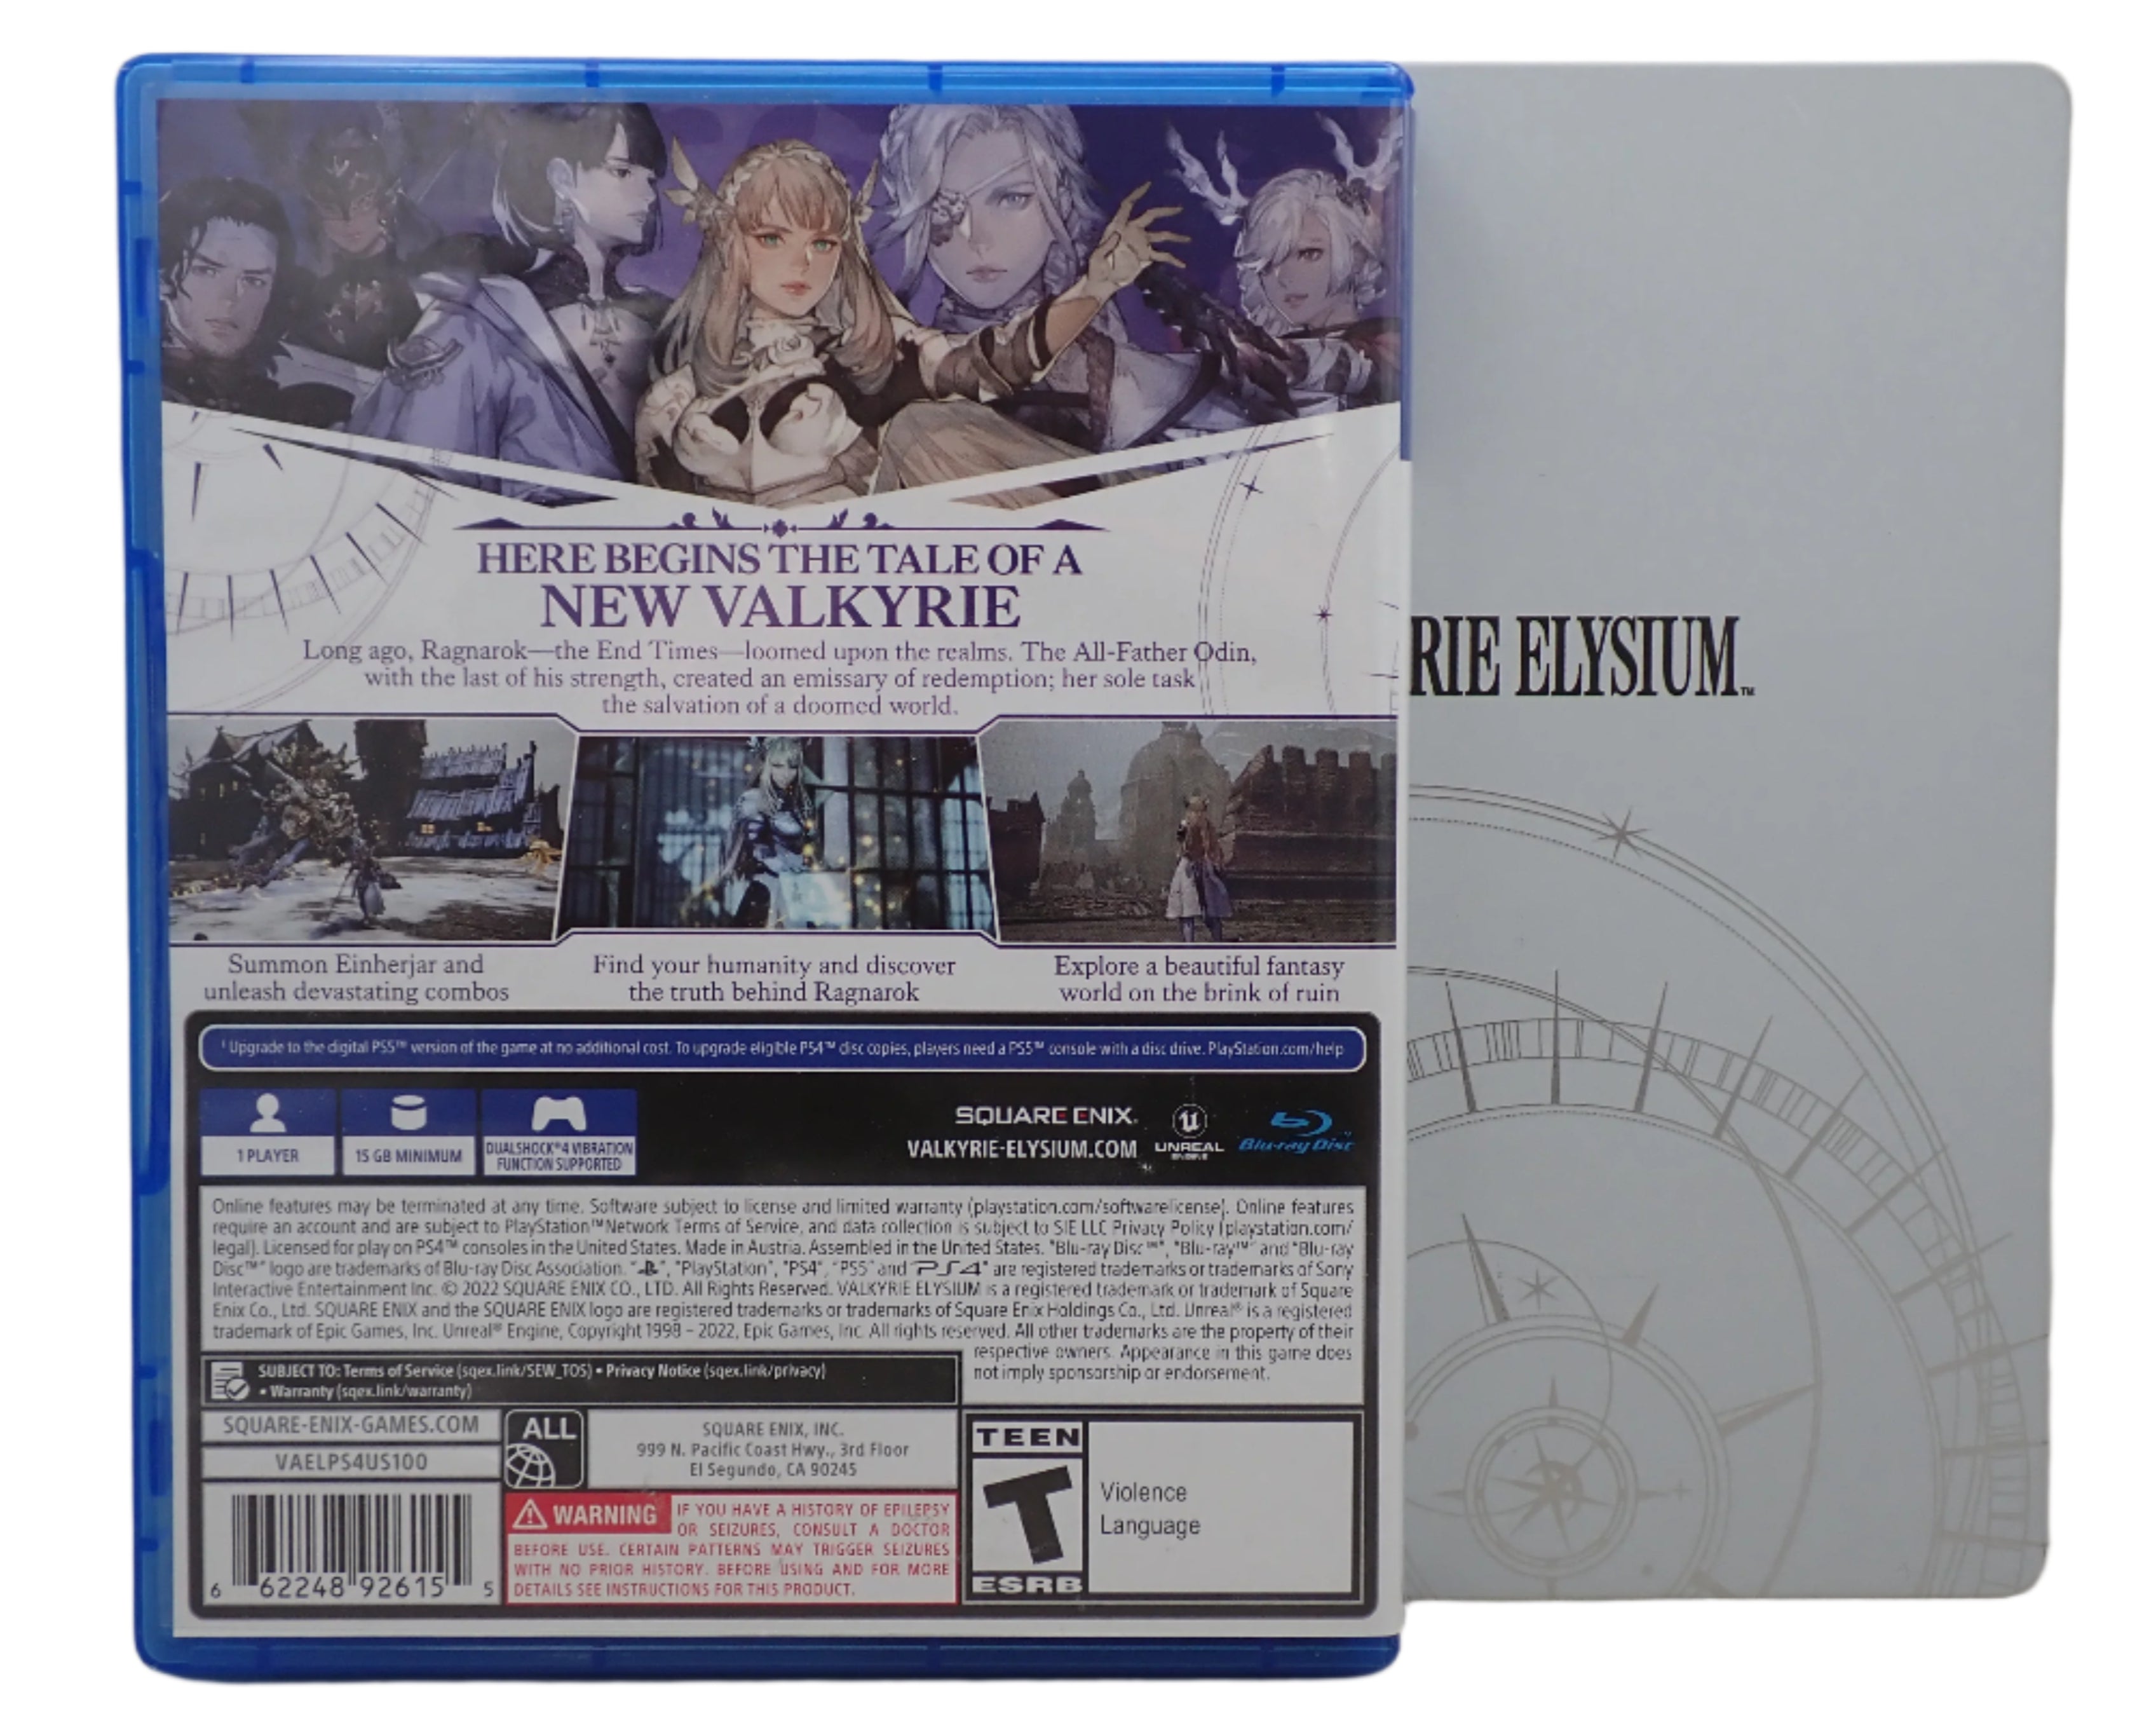 HERE BEGINS THE TALE OF A
NEW VALKYRIE
Long ago, Ragnarok—the End Times—loomed upon the realms. The All-Father Odin,
with the last of his strength, created an emissary of redemption; her sole task
the salvation of a doomed world.
Summon Einherjar and
unleash devastating combos
Find your humanity and discover
the truth behind Ragnarok
Explore a beautiful fantasy
world on the brink of ruin
¹ Upgrade to the digital PS5™ version of the game at no additional cost. To upgrade eligible PS4™ disc copies, players need a PS5™ console with a disc drive. PlayStation.com/help
1 PLAYER
15 GB MINIMUM
DUALSHOCK®4 VIBRATION
FUNCTION SUPPORTED
SQUARE ENIX.
VALKYRIE-ELYSIUM.COM
UNREAL
ENGINE
Blu-ray Disc™
Online features may be terminated at any time. Software subject to license and limited warranty (playstation.com/softwarelicense). Online features
require an account and are subject to PlayStation™Network Terms of Service, and data collection is subject to SIE LLC Privacy Policy (playstation.com/
legal). Licensed for play on PS4™ consoles in the United States. Made in Austria. Assembled in the United States. "Blu-ray Disc™", "Blu-ray™" and "Blu-ray
Disc™" logo are trademarks of Blu-ray Disc Association. "PS", "PlayStation", "PS4", "PS5" and "PS4" are registered trademarks or trademarks of Sony
Interactive Entertainment Inc. © 2022 SQUARE ENIX CO., LTD. All Rights Reserved. VALKYRIE ELYSIUM is a registered trademark or trademark of Square
Enix Co., Ltd. SQUARE ENIX and the SQUARE ENIX logo are registered trademarks or trademarks of Square Enix Holdings Co., Ltd. Unreal® is a registered
trademark of Epic Games, Inc. Unreal® Engine, Copyright 1998 – 2022, Epic Games, Inc. All rights reserved. All other trademarks are the property of their
respective owners. Appearance in this game does
not imply sponsorship or endorsement.
SUBJECT TO: Terms of Service (sqex.link/SEW_TOS) • Privacy Notice (sqex.link/privacy)
• Warranty (sqex.link/warranty)
SQUARE-ENIX-GAMES.COM
VAELPS4US100
6 62248 92615 5
ALL
SQUARE ENIX, INC.
999 N. Pacific Coast Hwy., 3rd Floor
El Segundo, CA 90245
WARNING IF YOU HAVE A HISTORY OF EPILEPSY
OR SEIZURES, CONSULT A DOCTOR
BEFORE USE. CERTAIN PATTERNS MAY TRIGGER SEIZURES
WITH NO PRIOR HISTORY. BEFORE USING AND FOR MORE
DETAILS SEE INSTRUCTIONS FOR THIS PRODUCT.
TEEN
T
ESRB
Violence
Language
RIE ELYSIUM™